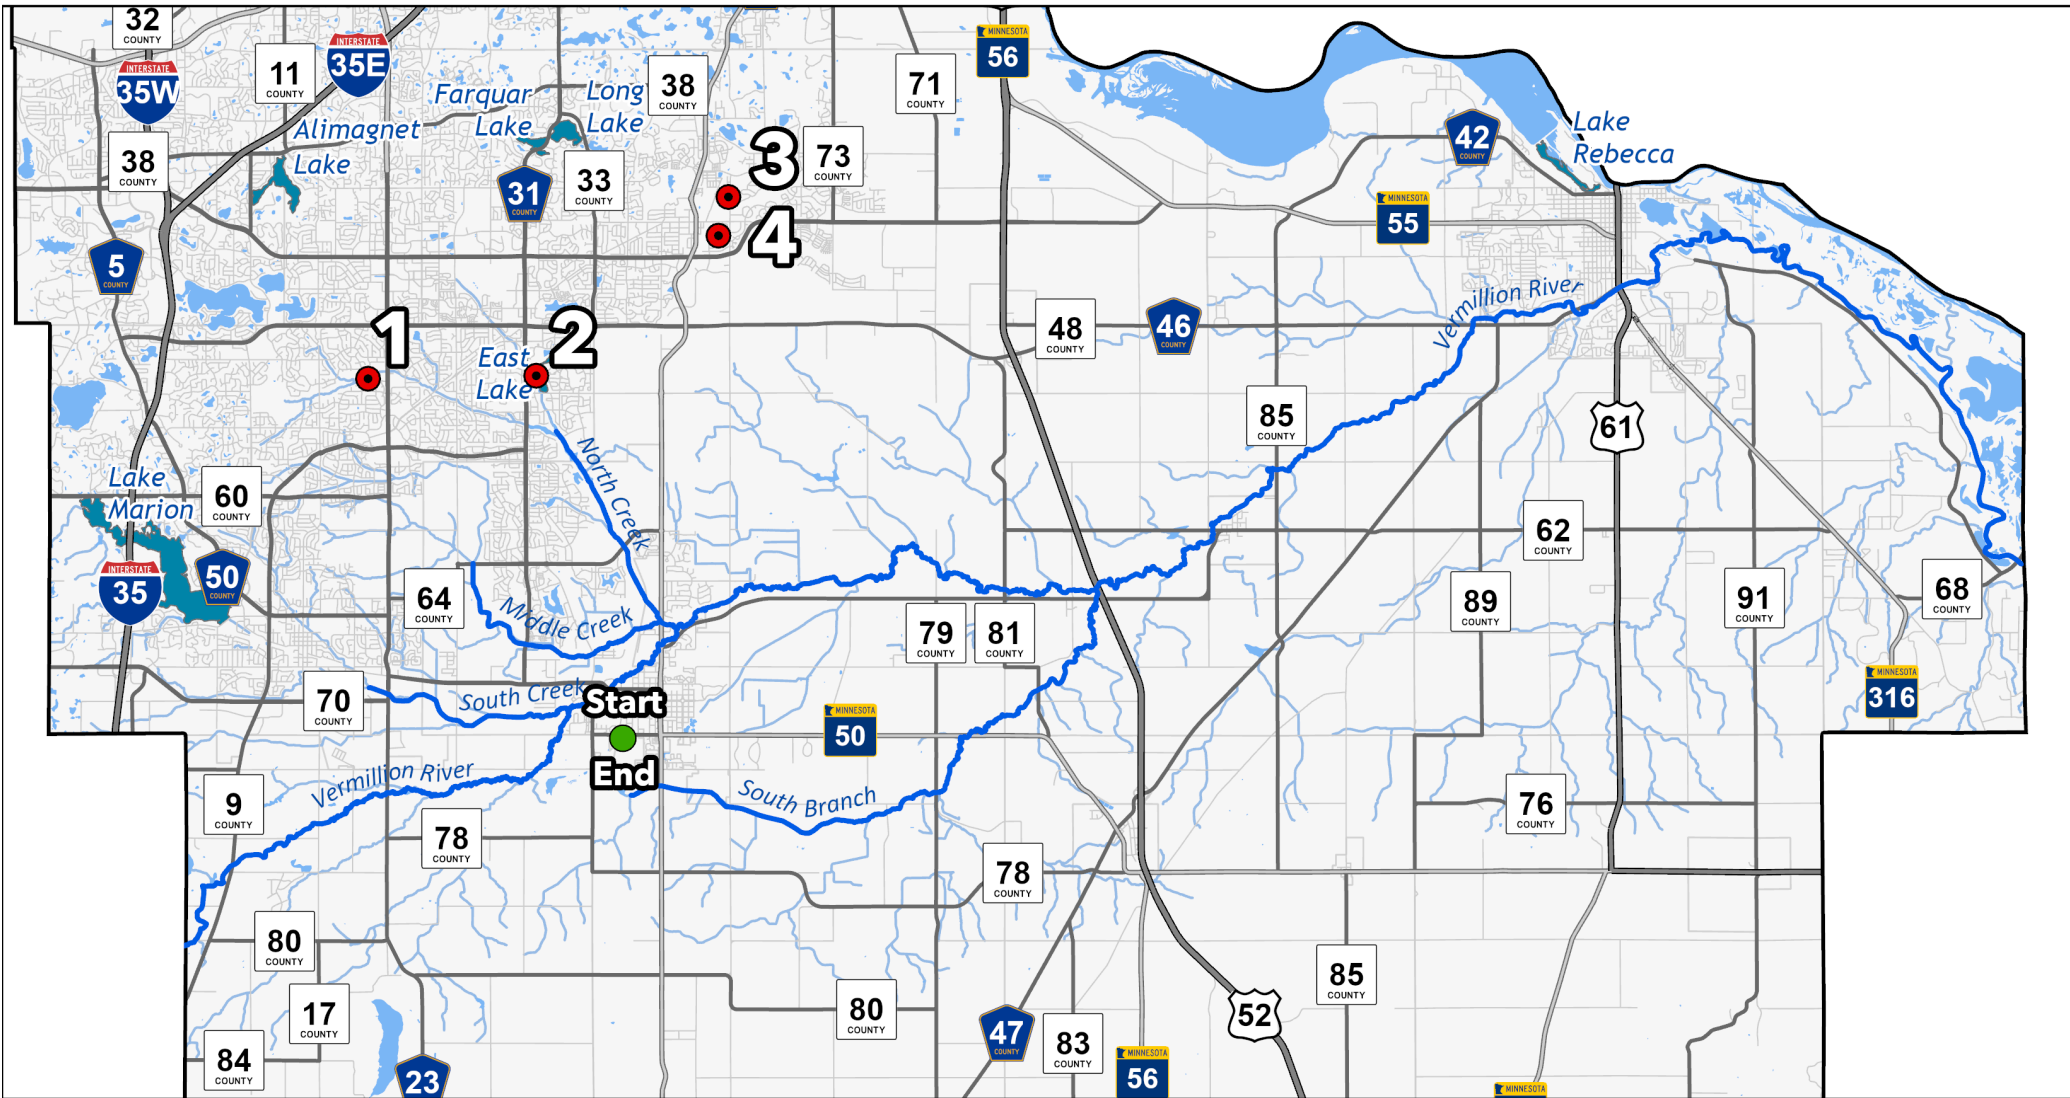 32
COUNTY
INTERSTATE
35W
11
COUNTY
INTERSTATE
35E
38
COUNTY
71
COUNTY
MINNESOTA
56
Farquar
Lake
Long
Lake
Alimagnet
Lake
38
COUNTY
31
COUNTY
33
COUNTY
3
73
COUNTY
4
42
COUNTY
Lake
Rebecca
MINNESOTA
55
5
COUNTY
1
2
East
Lake
48
COUNTY
46
COUNTY
Vermillion River
85
COUNTY
61
Lake
Marion
60
COUNTY
North Creek
62
COUNTY
INTERSTATE
35
50
COUNTY
64
COUNTY
Middle Creek
79
COUNTY
81
COUNTY
89
COUNTY
91
COUNTY
68
COUNTY
70
COUNTY
South Creek
Start
End
MINNESOTA
50
MINNESOTA
316
Vermillion River
9
COUNTY
78
COUNTY
South Branch
76
COUNTY
78
COUNTY
80
COUNTY
17
COUNTY
84
COUNTY
23
80
COUNTY
47
COUNTY
83
COUNTY
MINNESOTA
56
52
85
COUNTY
MINNESOTA